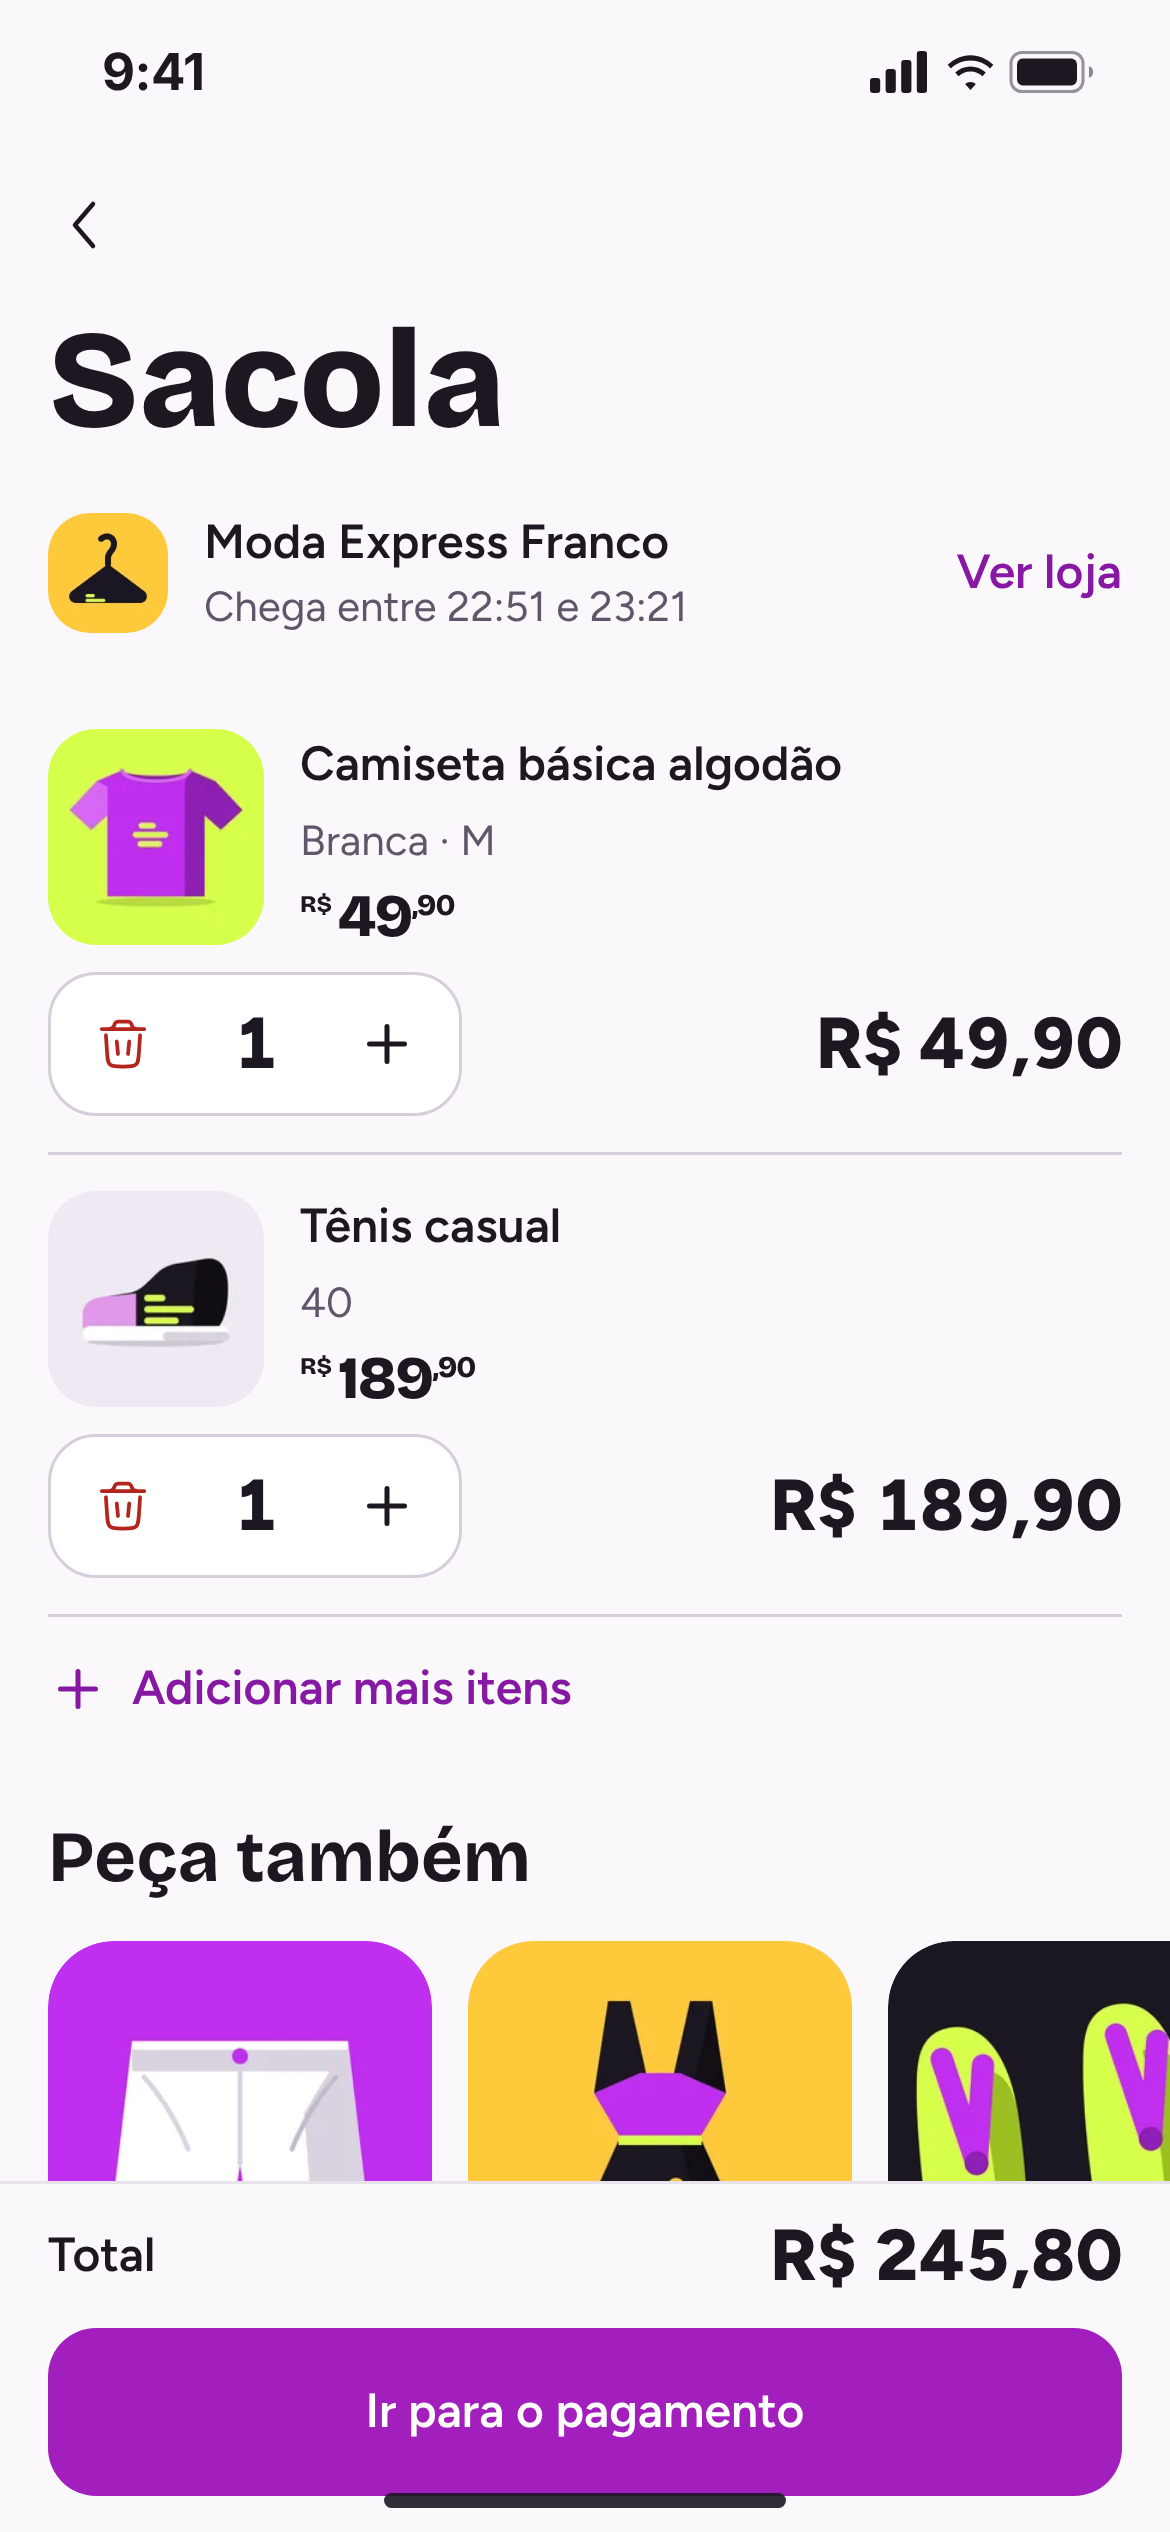 9:41
Sacola
Moda Express Franco
Chega entre 22:51 e 23:21
Ver loja
Camiseta básica algodão
Branca · M
R$ 49,90
1
R$ 49,90
Tênis casual
40
R$ 189,90
1
R$ 189,90
Adicionar mais itens
Peça também
Total
R$ 245,80
Ir para o pagamento